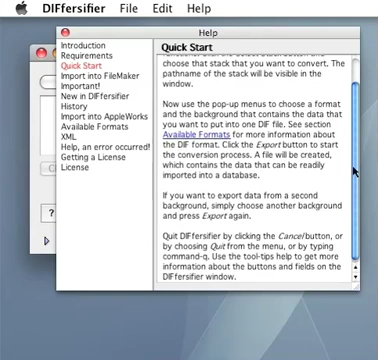 DIFfersifier File Edit Help
Help
Introduction
Requirements
Quick Start
Import into FileMaker
Important!
New in DIFfersifier
History
Import into AppleWorks
Available Formats
XML
Help, an error occurred!
Getting a License
License
Quick Start
choose that stack that you want to convert. The
pathname of the stack will be visible in the
window.
Now use the pop-up menus to choose a format
and the background that contains the data that
you want to put into one DIF file. See section
Available Formats for more information about
the DIF format. Click the Export button to start
the conversion process. A file will be created,
which contains the data that can be readily
imported into a database.
If you want to export data from a second
background, simply choose another background
and press Export again.
Quit DIFfersifier by clicking the Cancel button, or
by choosing Quit from the menu, or by typing
command-q. Use the tool-tips help to get more
information about the buttons and fields on the
DIFfersifier window.
?